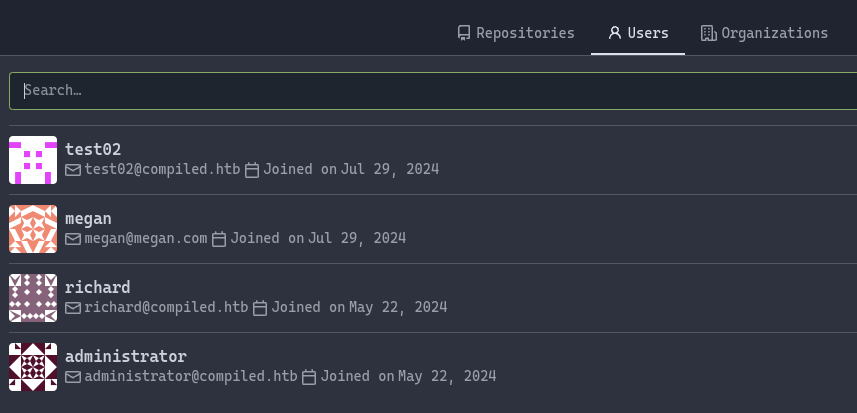 Repositories Users Organizations
Search…
test02
test02@compiled.htb Joined on Jul 29, 2024
megan
megan@megan.com Joined on Jul 29, 2024
richard
richard@compiled.htb Joined on May 22, 2024
administrator
administrator@compiled.htb Joined on May 22, 2024